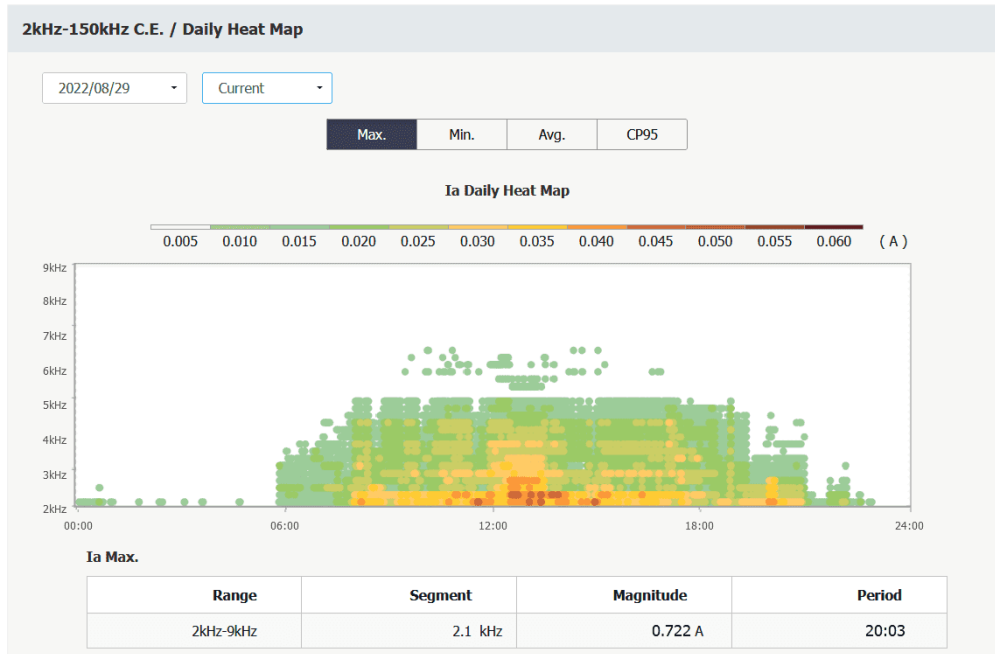 2kHz-150kHz C.E. / Daily Heat Map
2022/08/29 Current
Max. Min. Avg. CP95
Ia Daily Heat Map
0.005 0.010 0.015 0.020 0.025 0.030 0.035 0.040 0.045 0.050 0.055 0.060 ( A )
9kHz
8kHz
7kHz
6kHz
5kHz
4kHz
3kHz
2kHz
00:00 06:00 12:00 18:00 24:00
Ia Max.
Range Segment Magnitude Period
2kHz-9kHz 2.1 kHz 0.722 A 20:03